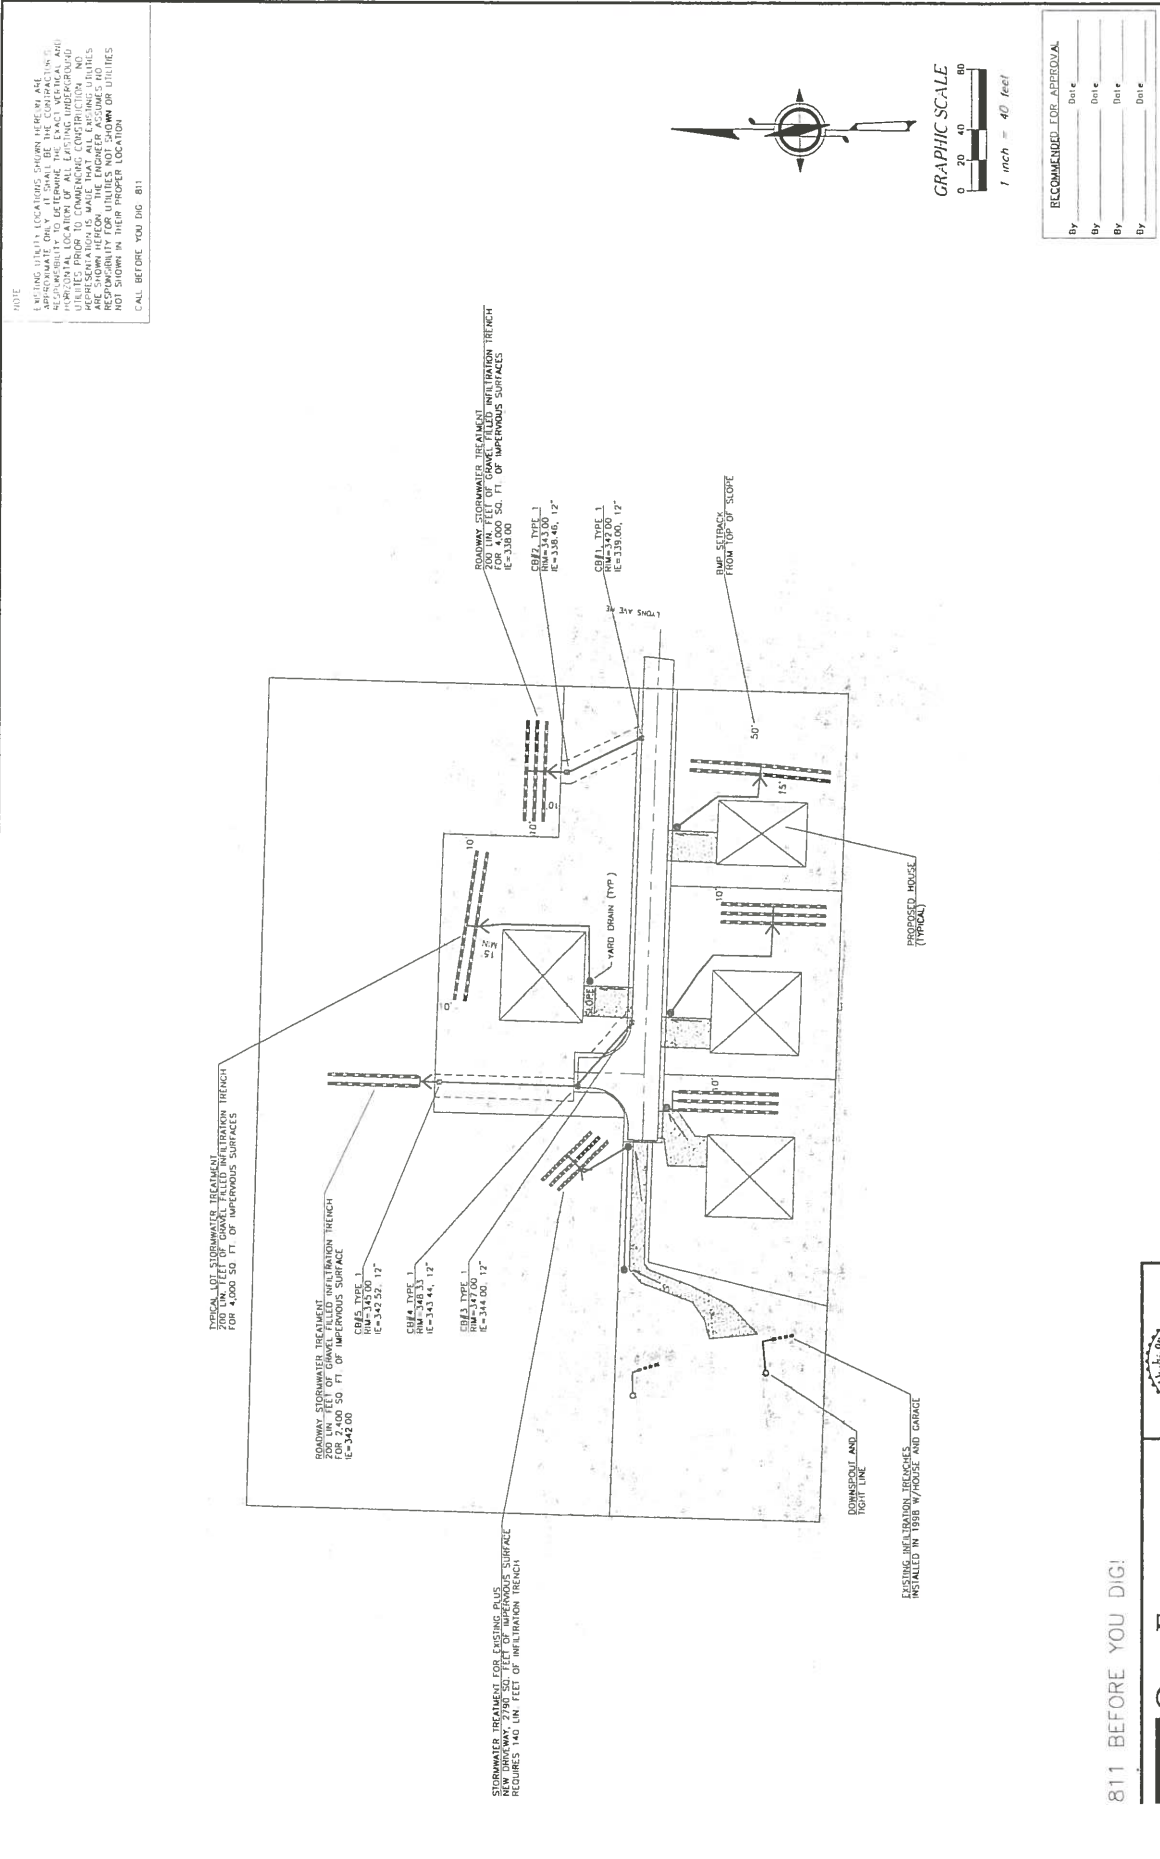 NOTE
EXISTING UTILITY LOCATIONS SHOWN HEREON ARE
APPROXIMATE ONLY. IT SHALL BE THE CONTRACTORS
RESPONSIBILITY TO DETERMINE THE EXACT VERTICAL AND
HORIZONTAL LOCATION OF ALL EXISTING UNDERGROUND
UTILITIES PRIOR TO COMMENCING CONSTRUCTION. NO
REPRESENTATION IS MADE THAT ALL EXISTING UTILITIES
ARE SHOWN HEREON. THE ENGINEER ASSUMES NO
RESPONSIBILITY FOR UTILITIES NOT SHOWN OR UTILITIES
NOT SHOWN IN THEIR PROPER LOCATION
CALL BEFORE YOU DIG 811
GRAPHIC SCALE
0 20 40 80
1 inch = 40 feet
RECOMMENDED FOR APPROVAL
By Date
By Date
By Date
By Date
ROADWAY STORMWATER TREATMENT
200 LIN. FEET OF GRAVEL FILLED INFILTRATION TRENCH
FOR 4,000 SQ. FT. OF IMPERVIOUS SURFACES
IE=338.00
CB#2, TYPE 1
RIM=343.00
IE=338.46, 12"
CB#1, TYPE 1
RIM=342.00
IE=339.00, 12"
LYONS AVE NE
BMP SETBACK
FROM TOP OF SLOPE
50'
15'
10'
10'
10'
10'
15'
MIN
10'
10'
YARD DRAIN (TYP.)
SLOPE
PROPOSED HOUSE
(TYPICAL)
TYPICAL LOT STORMWATER TREATMENT
200 LIN. FEET OF GRAVEL FILLED INFILTRATION TRENCH
FOR 4,000 SQ. FT. OF IMPERVIOUS SURFACES
ROADWAY STORMWATER TREATMENT
200 LIN. FEET OF GRAVEL FILLED INFILTRATION TRENCH
FOR 2,400 SQ. FT. OF IMPERVIOUS SURFACE
IE=342.00
CB#5 TYPE 1
RIM=345.00
IE=342.52, 12"
CB#4 TYPE 1
RIM=348.33
IE=343.44, 12"
CB#3 TYPE 1
RIM=347.00
IE=344.00, 12"
STORMWATER TREATMENT FOR EXISTING PLUS
NEW DRIVEWAY, 2790 SQ. FEET OF IMPERVIOUS SURFACE
REQUIRES 140 LIN. FEET OF INFILTRATION TRENCH
DOWNSPOUT AND
TIGHT LINE
EXISTING INFILTRATION TRENCHES
INSTALLED IN 1998 W/HOUSE AND GARAGE
811 BEFORE YOU DIG!